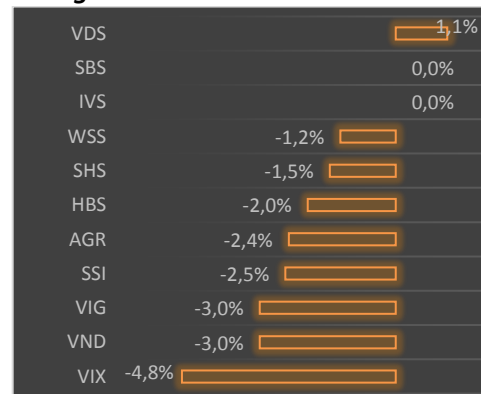 VDS 1,1%
SBS 0,0%
IVS 0,0%
WSS -1,2%
SHS -1,5%
HBS -2,0%
AGR -2,4%
SSI -2,5%
VIG -3,0%
VND -3,0%
VIX -4,8%